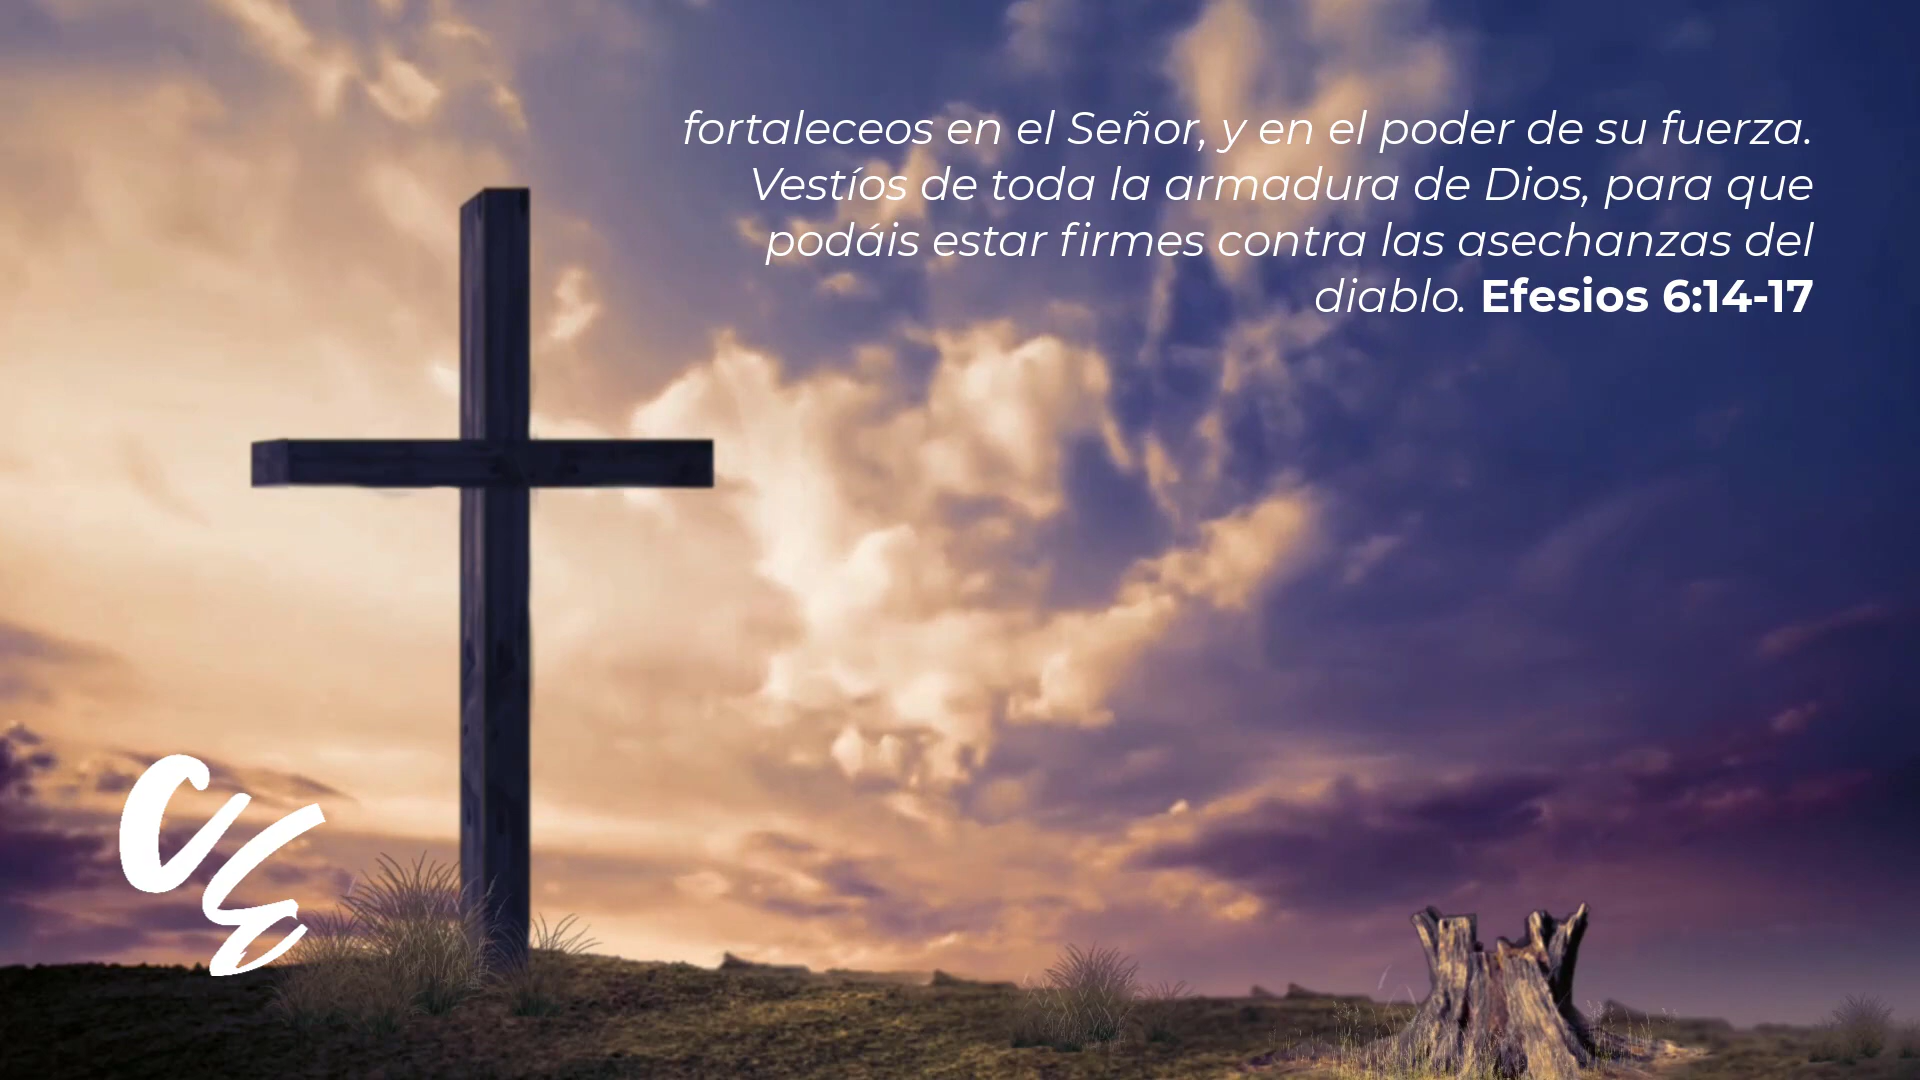 fortaleceos en el Señor, y en el poder de su fuerza.
Vestíos de toda la armadura de Dios, para que
podáis estar firmes contra las asechanzas del
diablo. Efesios 6:14-17